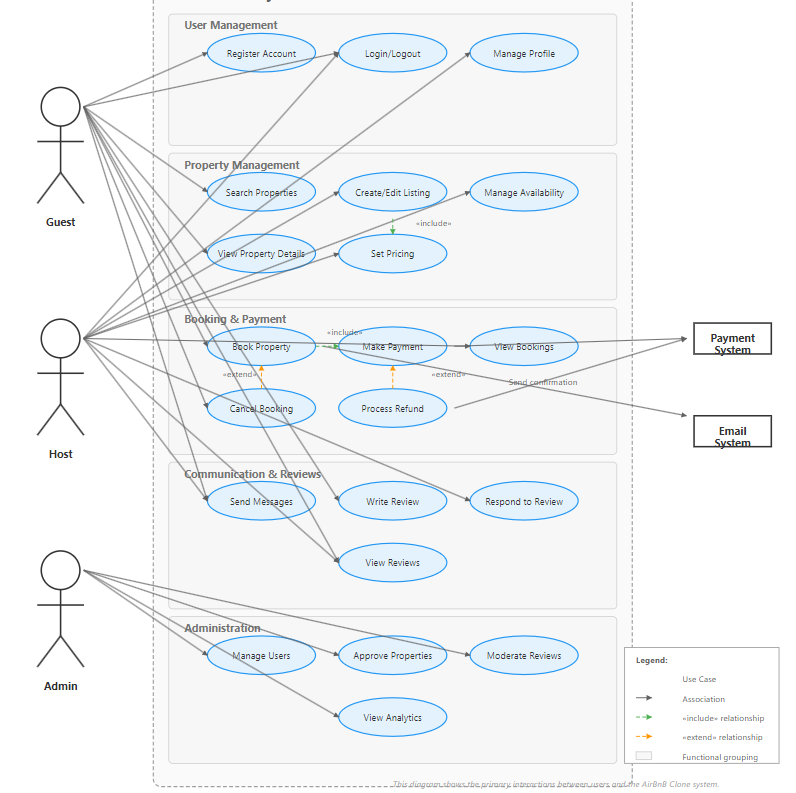 User Management
Register Account
Login/Logout
Manage Profile
Guest
Property Management
Search Properties
Create/Edit Listing
Manage Availability
«include»
View Property Details
Set Pricing
Host
Booking & Payment
«include»
Book Property
Make Payment
View Bookings
«extend»
«extend»
Send confirmation
Cancel Booking
Process Refund
Payment
System
Email
System
Communication & Reviews
Send Messages
Write Review
Respond to Review
View Reviews
Admin
Administration
Manage Users
Approve Properties
Moderate Reviews
View Analytics
Legend:
Use Case
Association
«include» relationship
«extend» relationship
Functional grouping
This diagram shows the primary interactions between users and the AirBnB Clone system.